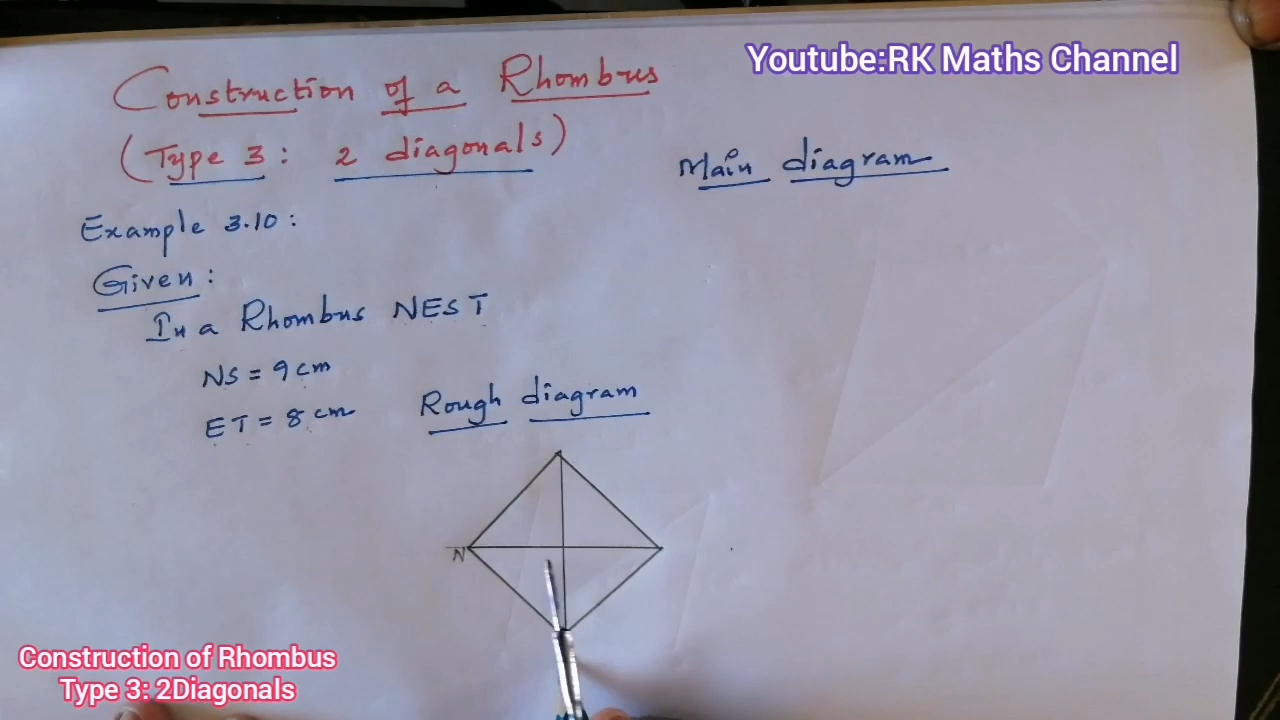 Youtube:RK Maths Channel
Construction of a Rhombus
(Type 3: 2 diagonals)
Main diagram
Example 3.10:
Given:
In a Rhombus NEST
NS = 9 cm
ET = 8 cm
Rough diagram
N
Construction of Rhombus
Type 3: 2Diagonals